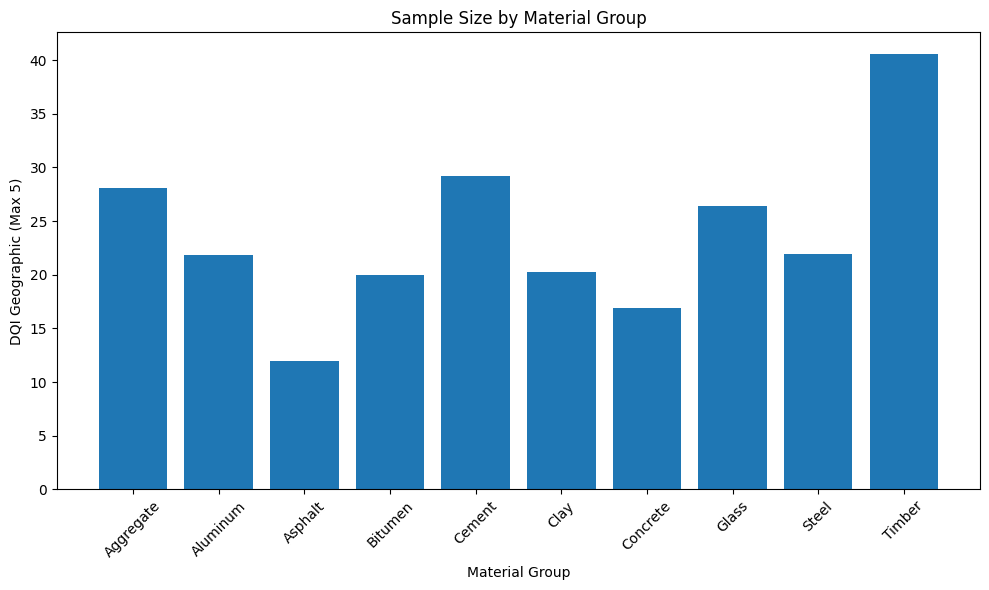 Sample Size by Material Group
DQI Geographic (Max 5)
40
35
30
25
20
15
10
5
0
Aggregate
Aluminum
Asphalt
Bitumen
Cement
Clay
Concrete
Glass
Steel
Timber
Material Group